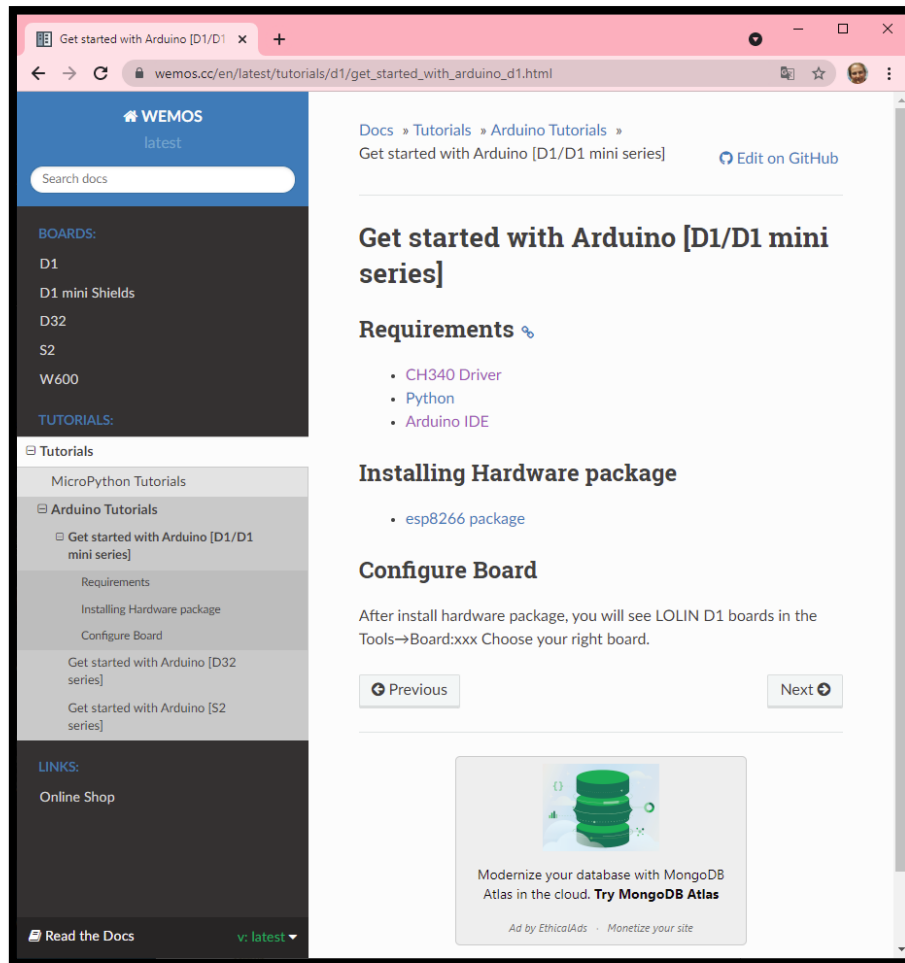 Get started with Arduino [D1/D1
wemos.cc/en/latest/tutorials/d1/get_started_with_arduino_d1.html
WEMOS
latest
Search docs
BOARDS:
D1
D1 mini Shields
D32
S2
W600
TUTORIALS:
Tutorials
MicroPython Tutorials
Arduino Tutorials
Get started with Arduino [D1/D1
mini series]
Requirements
Installing Hardware package
Configure Board
Get started with Arduino [D32
series]
Get started with Arduino [S2
series]
LINKS:
Online Shop
Read the Docs
v: latest
Docs » Tutorials » Arduino Tutorials »
Get started with Arduino [D1/D1 mini series]
Edit on GitHub
Get started with Arduino [D1/D1 mini
series]
Requirements
• CH340 Driver
• Python
• Arduino IDE
Installing Hardware package
• esp8266 package
Configure Board
After install hardware package, you will see LOLIN D1 boards in the
Tools→Board:xxx Choose your right board.
Previous
Next
Modernize your database with MongoDB
Atlas in the cloud. Try MongoDB Atlas
Ad by EthicalAds · Monetize your site